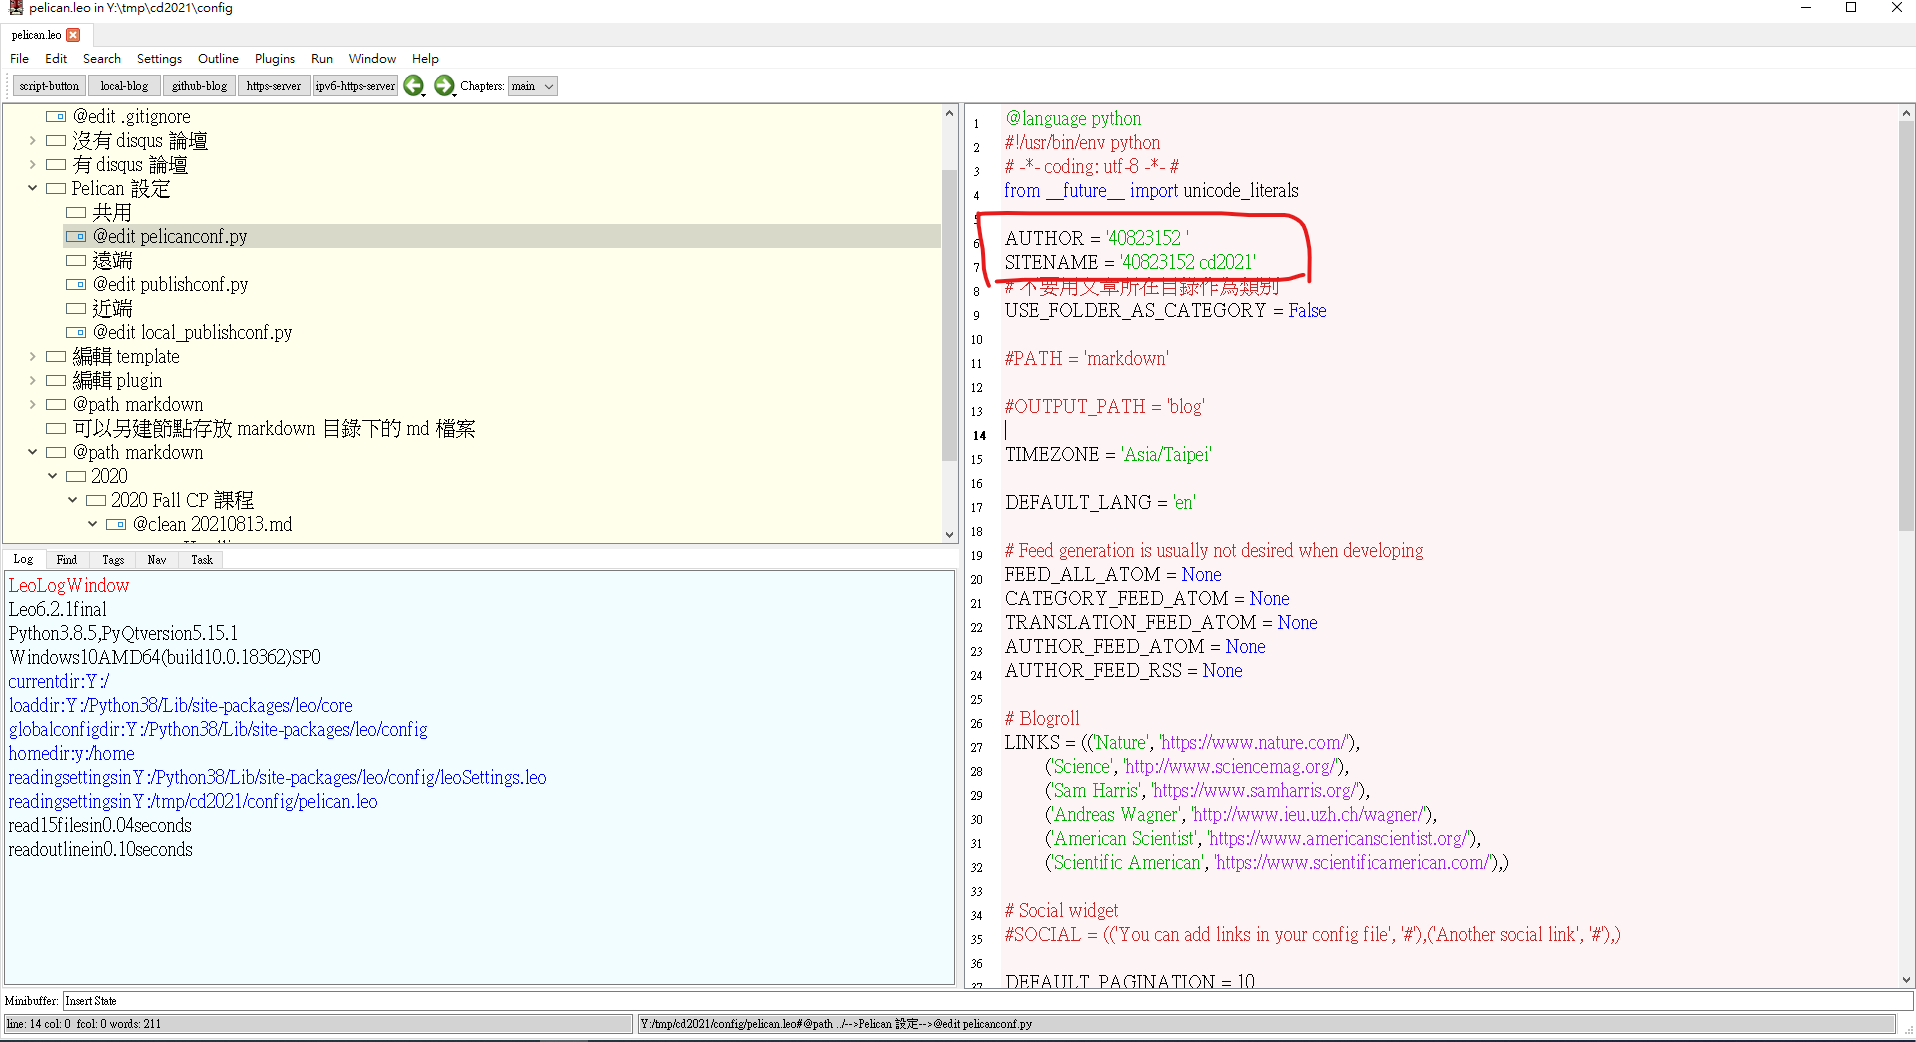 pelican.leo in Y:\tmp\cd2021\config
pelican.leo
File Edit Search Settings Outline Plugins Run Window Help
script-button local-blog github-blog https-server ipv6-https-server Chapters: main
@edit .gitignore
沒有 disqus 論壇
有 disqus 論壇
Pelican 設定
共用
@edit pelicanconf.py
遠端
@edit publishconf.py
近端
@edit local_publishconf.py
編輯 template
編輯 plugin
@path markdown
可以另建節點存放 markdown 目錄下的 md 檔案
@path markdown
2020
2020 Fall CP 課程
@clean 20210813.md
Log Find Tags Nav Task
LeoLogWindow
Leo6.2.1final
Python3.8.5,PyQtversion5.15.1
Windows10AMD64(build10.0.18362)SP0
currentdir:Y:/
loaddir:Y:/Python38/Lib/site-packages/leo/core
globalconfigdir:Y:/Python38/Lib/site-packages/leo/config
homedir:y:/home
readingsettingsinY:/Python38/Lib/site-packages/leo/config/leoSettings.leo
readingsettingsinY:/tmp/cd2021/config/pelican.leo
read15filesin0.04seconds
readoutlinein0.10seconds
1 @language python
2 #!/usr/bin/env python
3 # -*- coding: utf-8 -*- #
4 from __future__ import unicode_literals
5
6 AUTHOR = '40823152 '
7 SITENAME = '40823152 cd2021'
8 # 不要用文章所在目錄作為類別
9 USE_FOLDER_AS_CATEGORY = False
10
11 #PATH = 'markdown'
12
13 #OUTPUT_PATH = 'blog'
14
15 TIMEZONE = 'Asia/Taipei'
16
17 DEFAULT_LANG = 'en'
18
19 # Feed generation is usually not desired when developing
20 FEED_ALL_ATOM = None
21 CATEGORY_FEED_ATOM = None
22 TRANSLATION_FEED_ATOM = None
23 AUTHOR_FEED_ATOM = None
24 AUTHOR_FEED_RSS = None
25
26 # Blogroll
27 LINKS = (('Nature', 'https://www.nature.com/'),
28 ('Science', 'http://www.sciencemag.org/'),
29 ('Sam Harris', 'https://www.samharris.org/'),
30 ('Andreas Wagner', 'http://www.ieu.uzh.ch/wagner/'),
31 ('American Scientist', 'https://www.americanscientist.org/'),
32 ('Scientific American', 'https://www.scientificamerican.com/'),)
33
34 # Social widget
35 #SOCIAL = (('You can add links in your config file', '#'),('Another social link', '#'),)
36
37 DEFAULT_PAGINATION = 10
Minibuffer: Insert State
line: 14 col: 0 fcol: 0 words: 211
Y:/tmp/cd2021/config/pelican.leo#@path ../-->Pelican 設定-->@edit pelicanconf.py